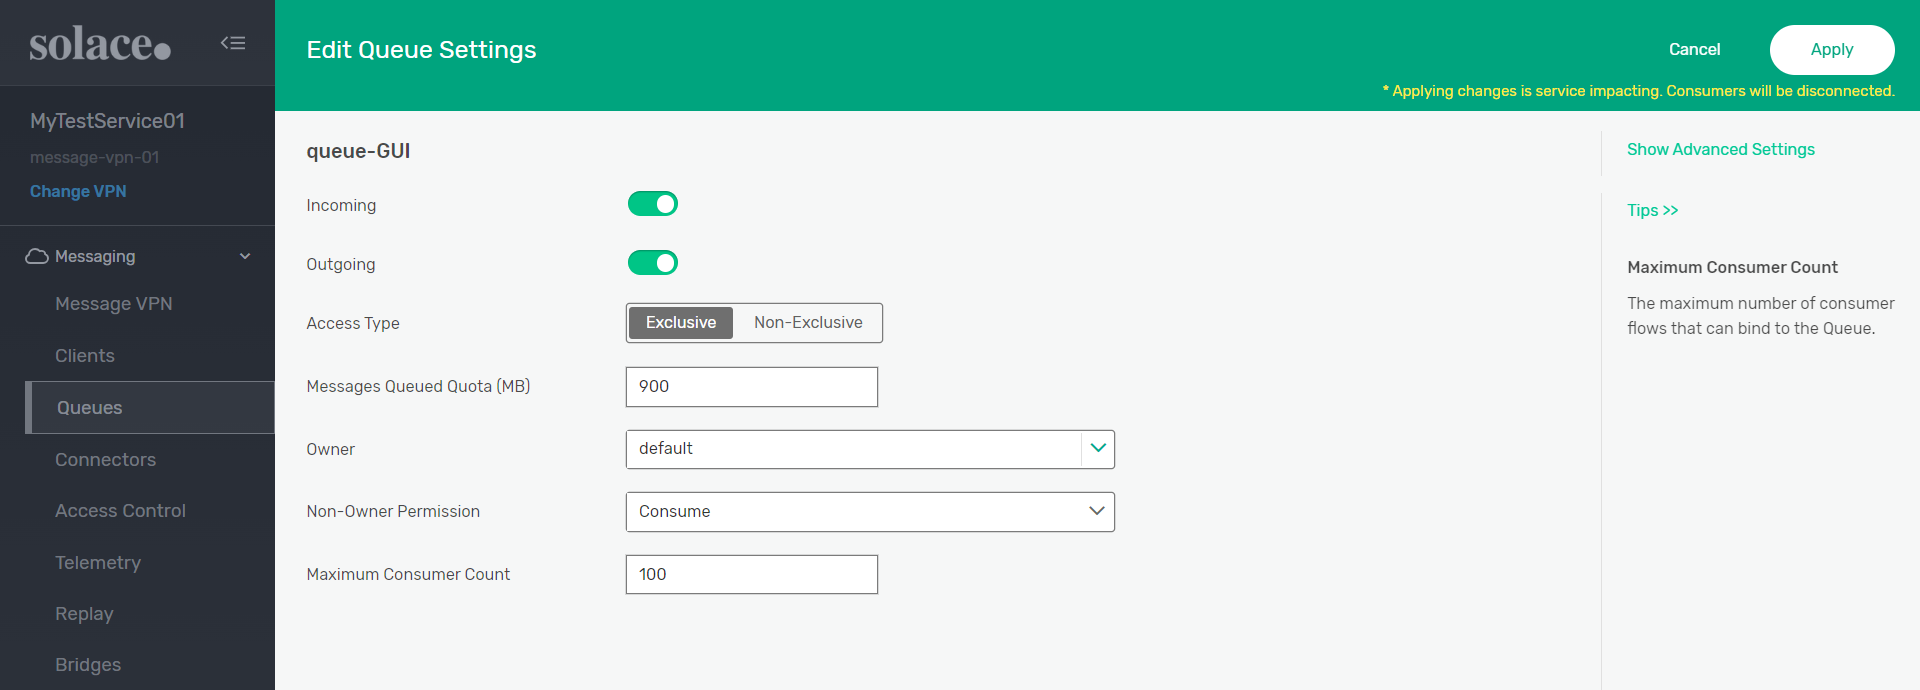 solace.
MyTestService01
message-vpn-01
Change VPN
Messaging
Message VPN
Clients
Queues
Connectors
Access Control
Telemetry
Replay
Bridges
Edit Queue Settings
Cancel
Apply
* Applying changes is service impacting. Consumers will be disconnected.
queue-GUI
Incoming
Outgoing
Access Type
Exclusive Non-Exclusive
Messages Queued Quota (MB) 900
Owner default
Non-Owner Permission Consume
Maximum Consumer Count 100
Show Advanced Settings
Tips >>
Maximum Consumer Count
The maximum number of consumer
flows that can bind to the Queue.